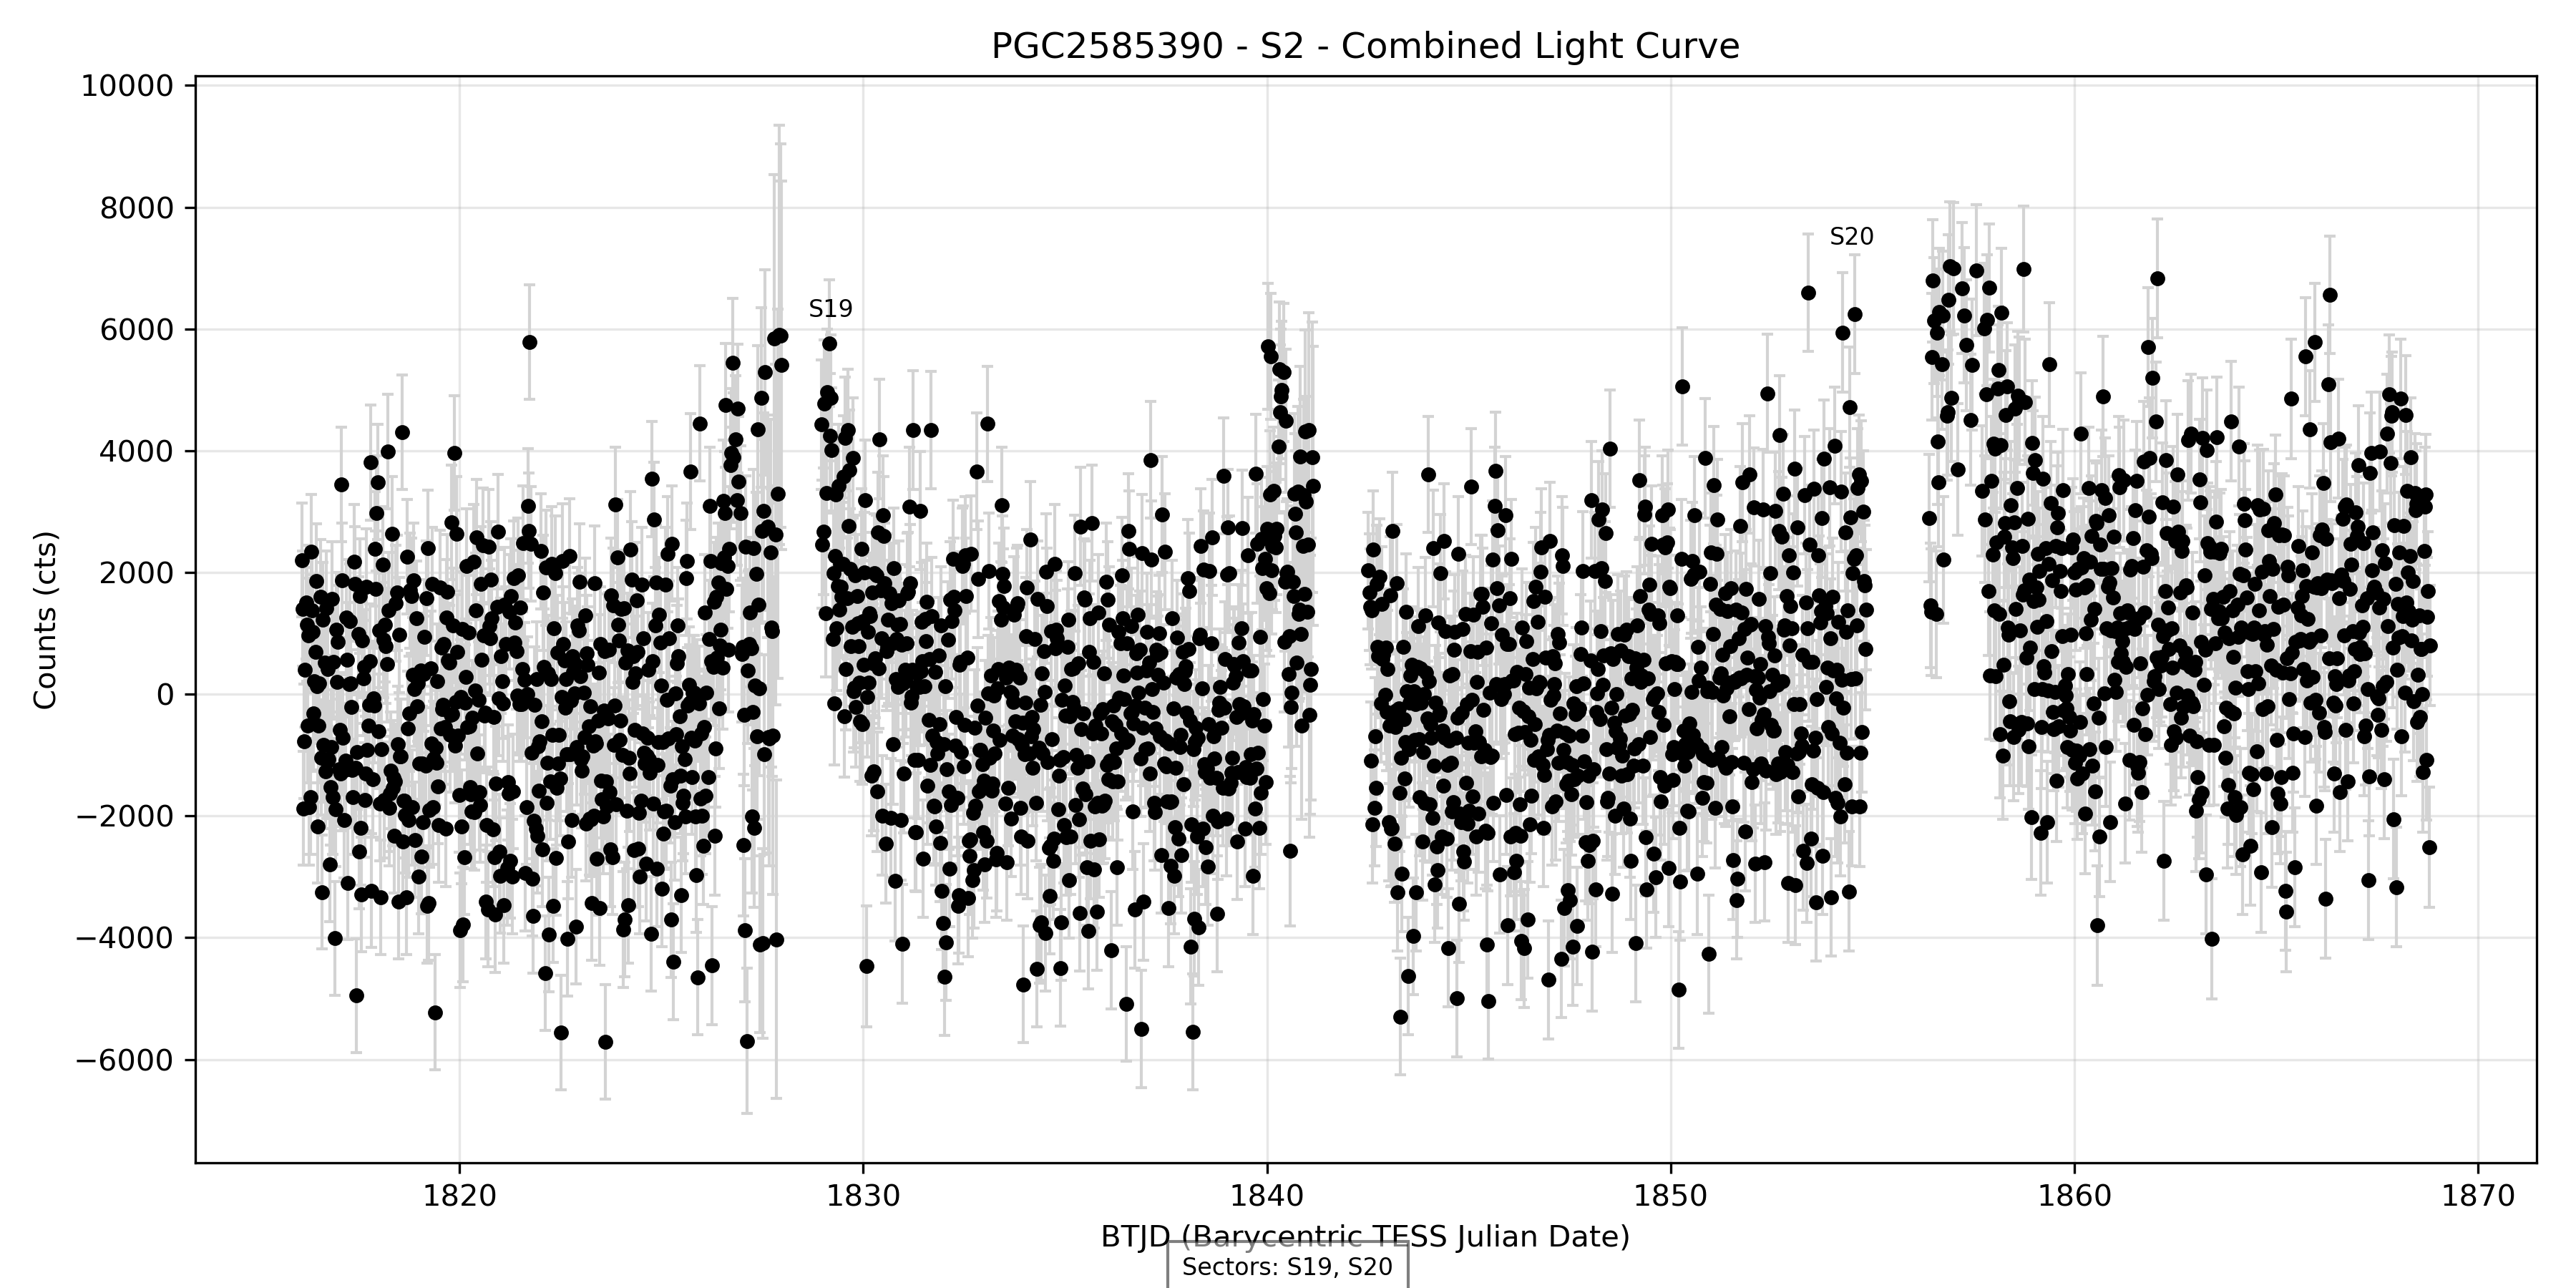 PGC2585390 - S2 - Combined Light Curve
10000
8000
6000
4000
2000
0
−2000
−4000
−6000
Counts (cts)
S19
S20
1820 1830 1840 1850 1860 1870
BTJD (Barycentric TESS Julian Date)
Sectors: S19, S20